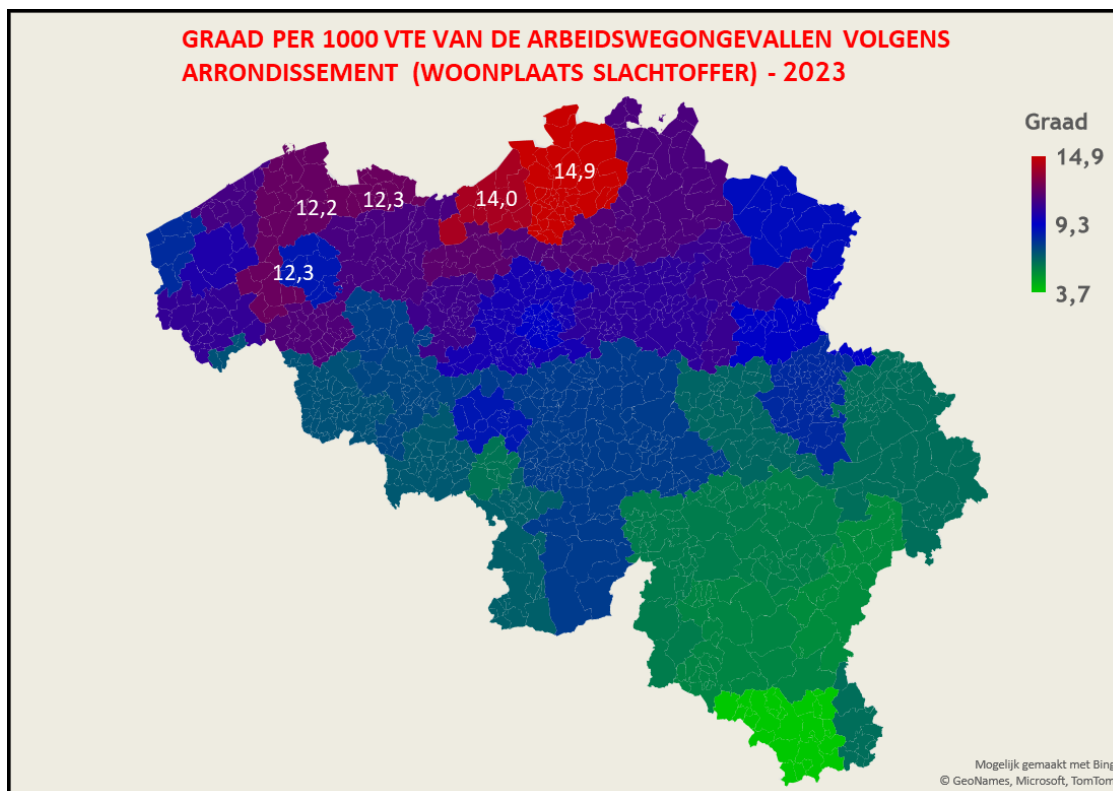 GRAAD PER 1000 VTE VAN DE ARBEIDSWEGONGEVALLEN VOLGENS
ARRONDISSEMENT (WOONPLAATS SLACHTOFFER) - 2023
Graad
14,9
9,3
3,7
14,9
14,0
12,3
12,2
12,3
Mogelijk gemaakt met Bing
© GeoNames, Microsoft, TomTom